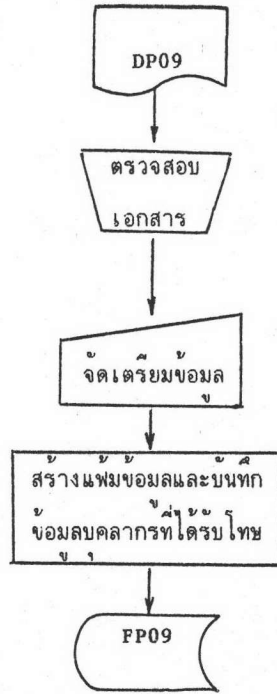 DP09
ตรวจสอบ
เอกสาร
จัดเตรียมข้อมูล
สร้างแฟ้มข้อมูลและบันทึก
ข้อมูลบุคลากรที่ได้รับโทษ
FP09